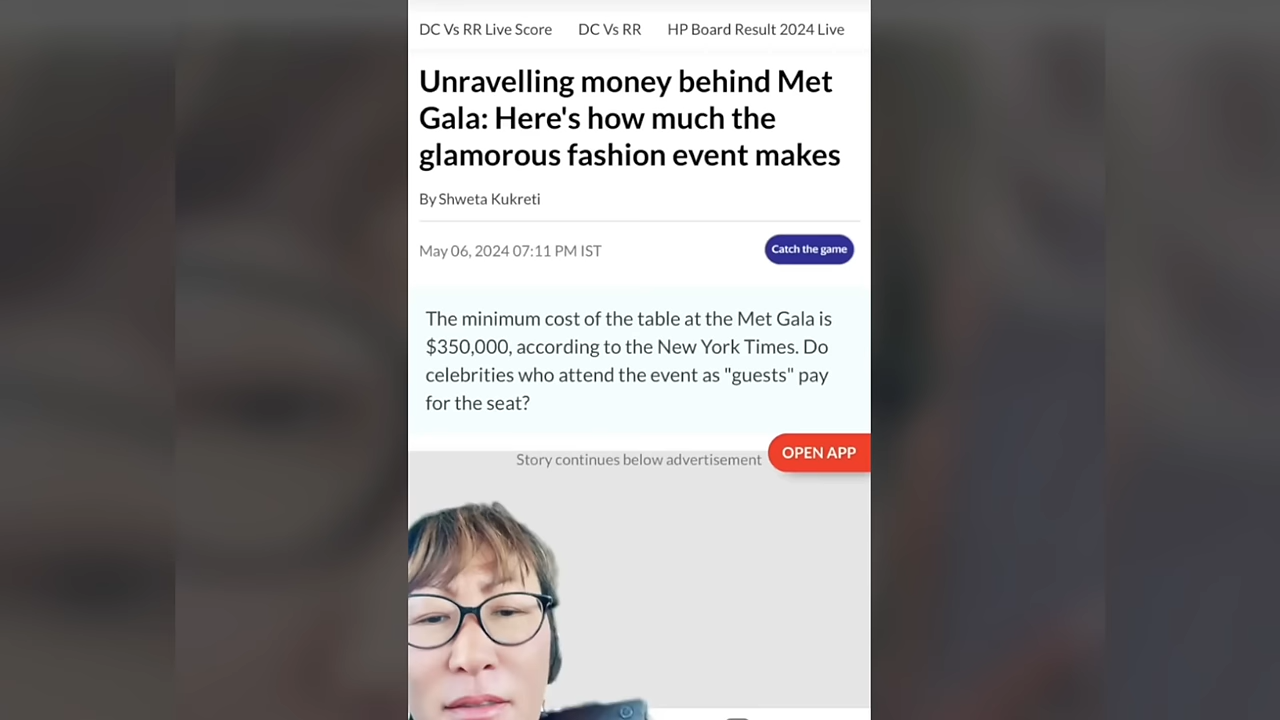 DC Vs RR Live Score DC Vs RR HP Board Result 2024 Live
Unravelling money behind Met
Gala: Here's how much the
glamorous fashion event makes
By Shweta Kukreti
May 06, 2024 07:11 PM IST
Catch the game
The minimum cost of the table at the Met Gala is
$350,000, according to the New York Times. Do
celebrities who attend the event as "guests" pay
for the seat?
OPEN APP
Story continues below advertisement